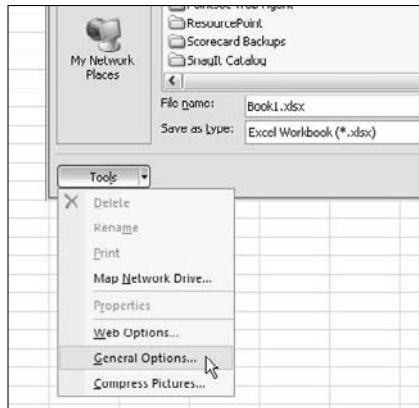 ResourcePoint
Scorecard Backups
SnagIt Catalog
My Network
Places
File name: Book1.xlsx
Save as type: Excel Workbook (*.xlsx)
Tools
Delete
Rename
Print
Map Network Drive...
Properties
Web Options...
General Options...
Compress Pictures...